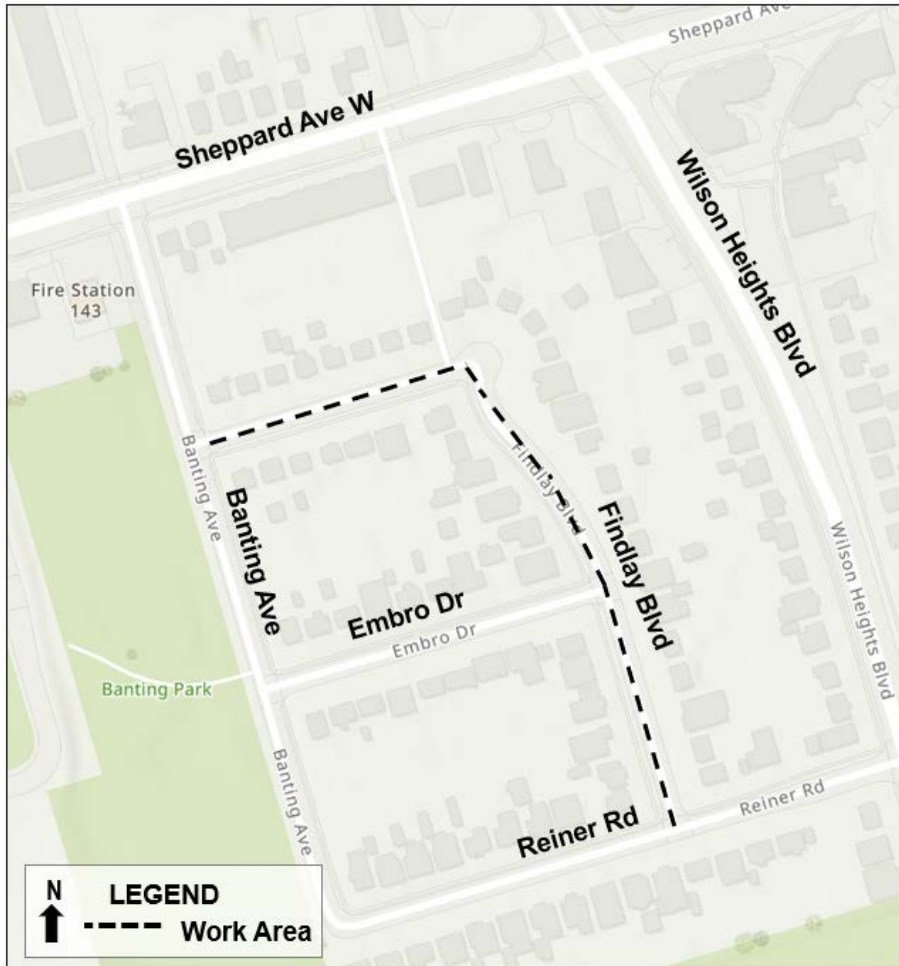 Sheppard Ave
Sheppard Ave W
Wilson Heights Blvd
Fire Station
143
Banting Ave
Findlay Blvd
Banting Ave
Findlay Blvd
Embro Dr
Embro Dr
Wilson Heights Blvd
Banting Park
Banting Ave
Reiner Rd
Reiner Rd
N
LEGEND
Work Area